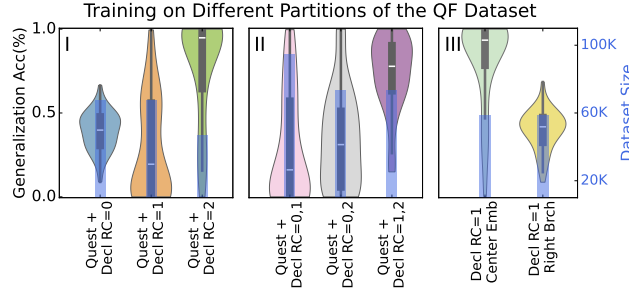 Training on Different Partitions of the QF Dataset
Generalization Acc(%)
1.0
0.5
0.0
I
II
III
100K
60K
20K
Dataset Size
Quest +
Decl RC=0
Quest +
Decl RC=1
Quest +
Decl RC=2
Quest +
Decl RC=0,1
Quest +
Decl RC=0,2
Quest +
Decl RC=1,2
Decl RC=1
Center Emb
Decl RC=1
Right Brch